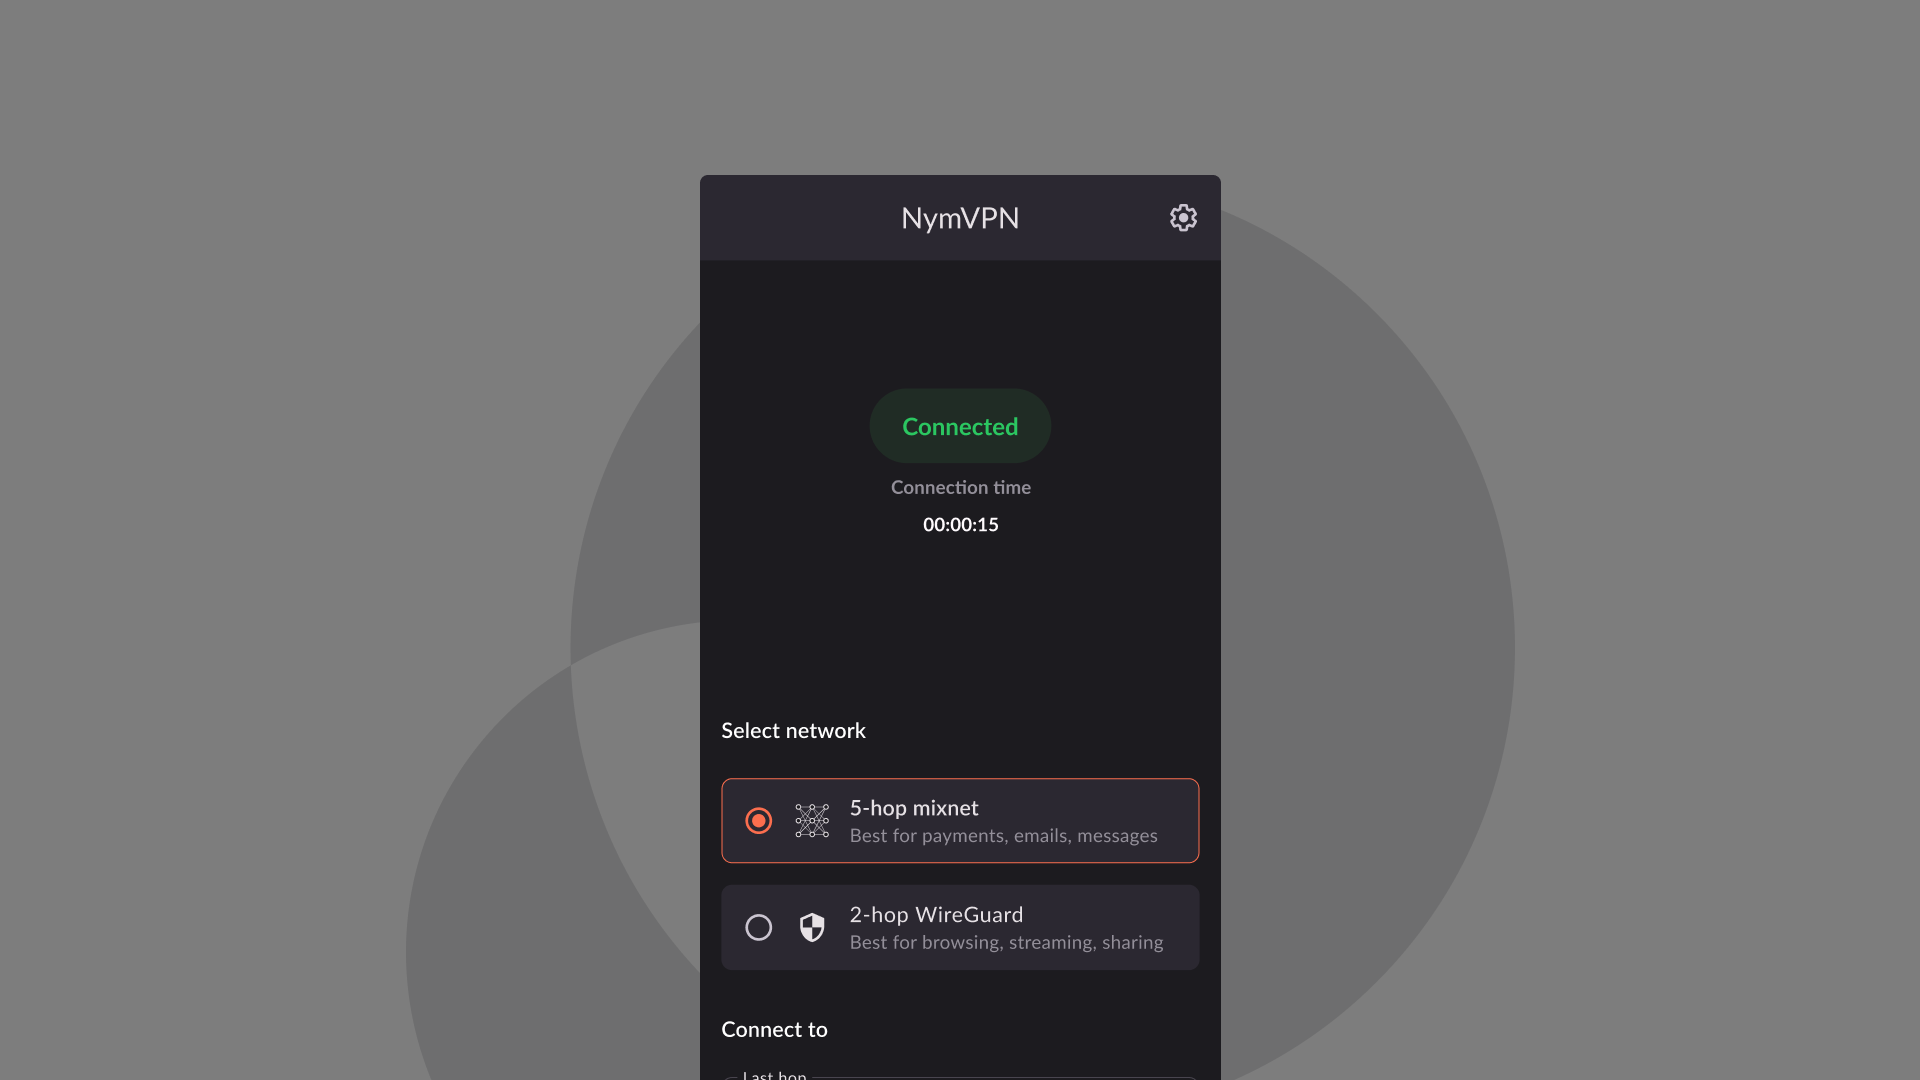 NymVPN
Connected
Connection time
00:00:15
Select network
5-hop mixnet
Best for payments, emails, messages
2-hop WireGuard
Best for browsing, streaming, sharing
Connect to
Last hop